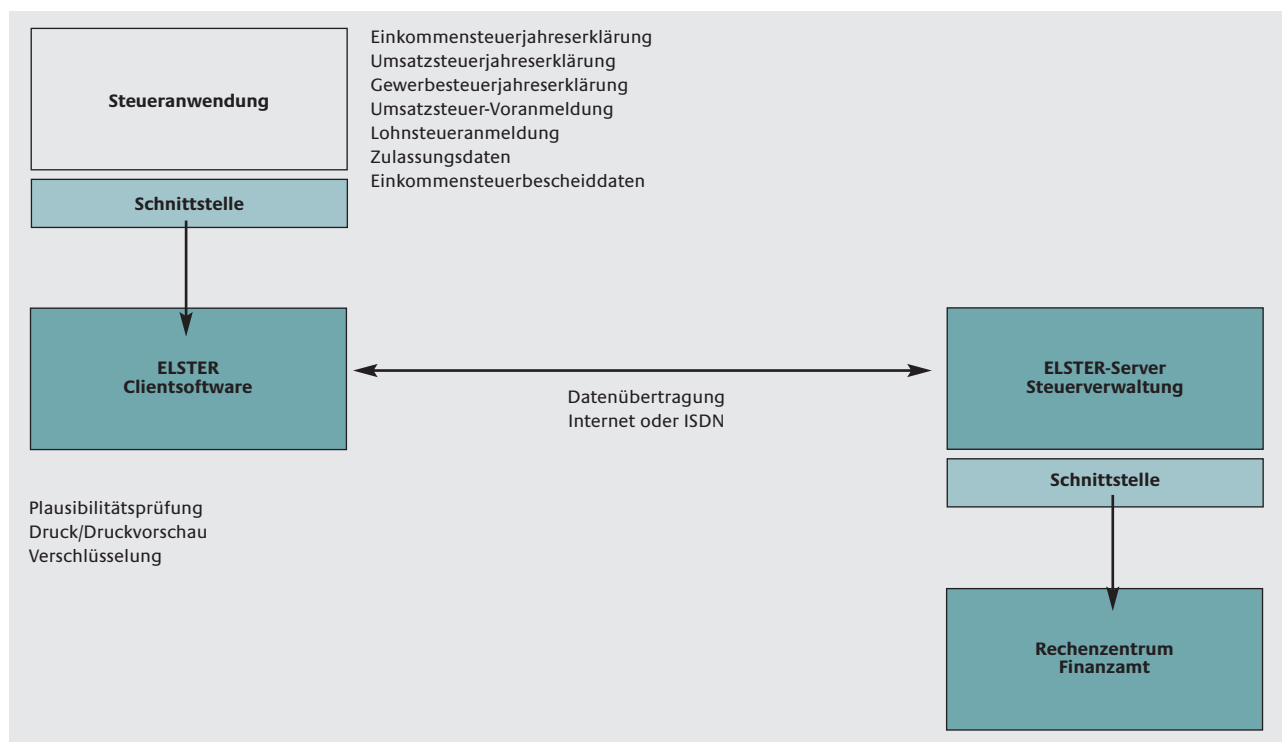 Steueranwendung
Einkommensteuerjahreserklärung
Umsatzsteuerjahreserklärung
Gewerbesteuerjahreserklärung
Umsatzsteuer-Voranmeldung
Lohnsteueranmeldung
Zulassungsdaten
Einkommensteuerbescheiddaten
Schnittstelle
ELSTER
Clientsoftware
Datenübertragung
Internet oder ISDN
ELSTER-Server
Steuerverwaltung
Plausibilitätsprüfung
Druck/Druckvorschau
Verschlüsselung
Schnittstelle
Rechenzentrum
Finanzamt